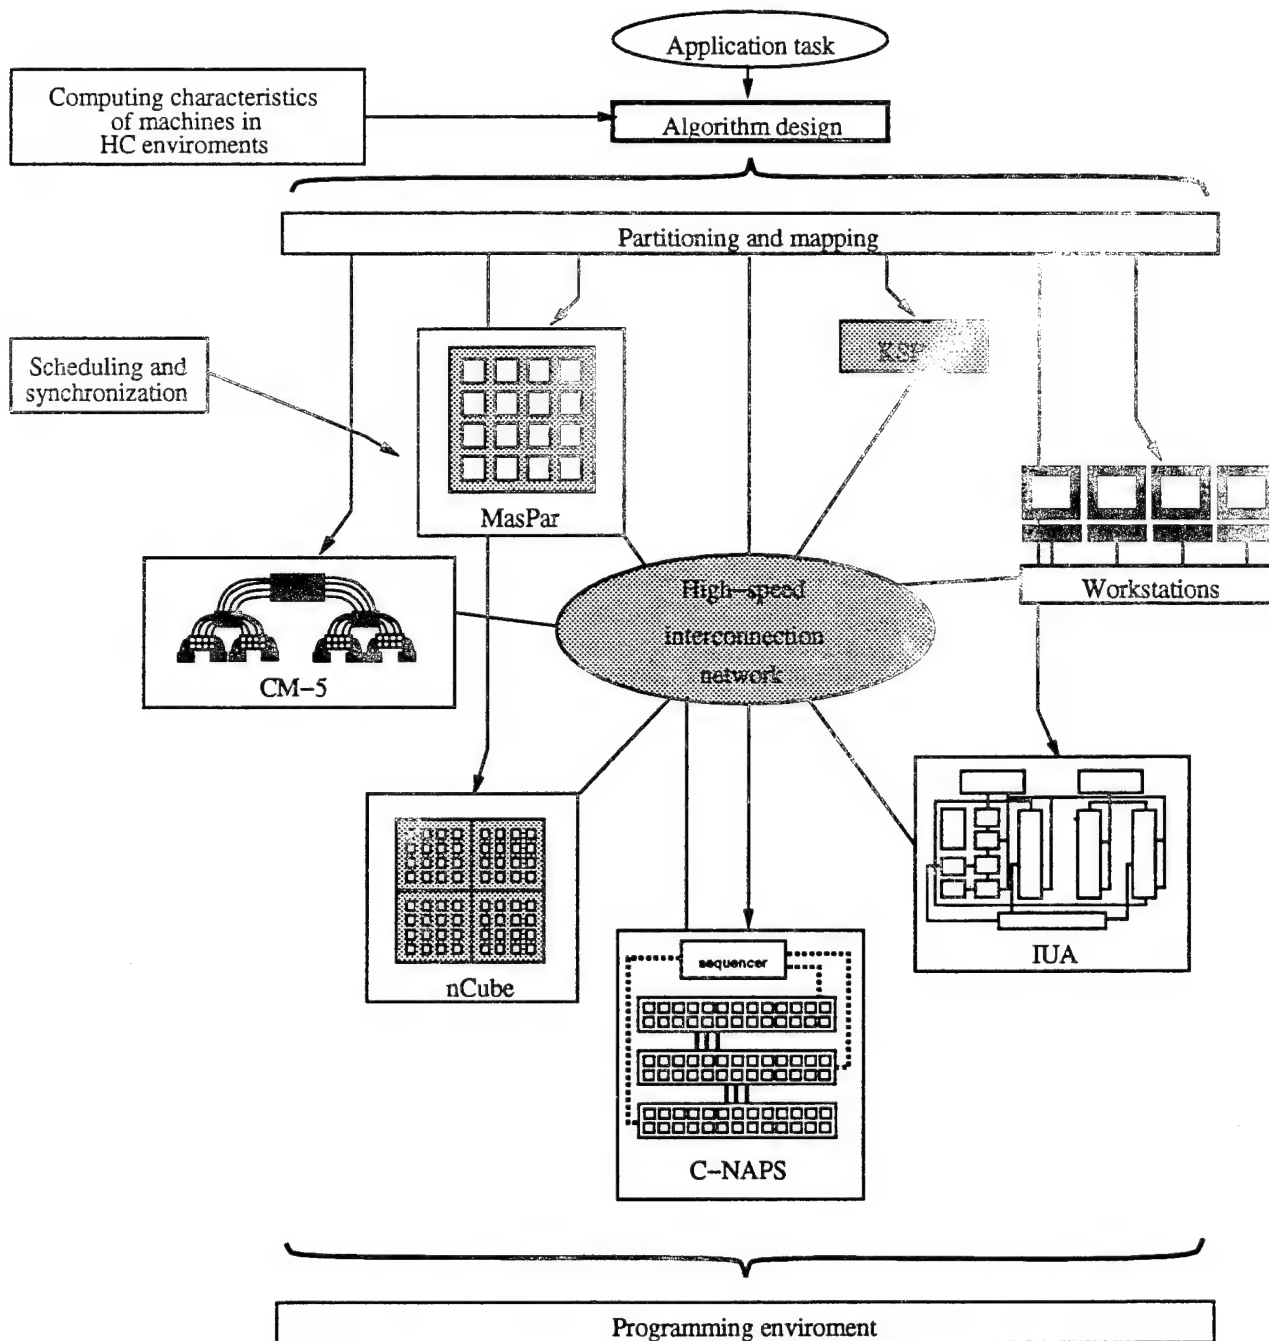 Application task
Computing characteristics
of machines in
HC enviroments
Algorithm design
Partitioning and mapping
Scheduling and
synchronization
MasPar
Workstations
High-speed
interconnection
network
CM-5
nCube
IUA
sequencer
C-NAPS
Programming enviroment